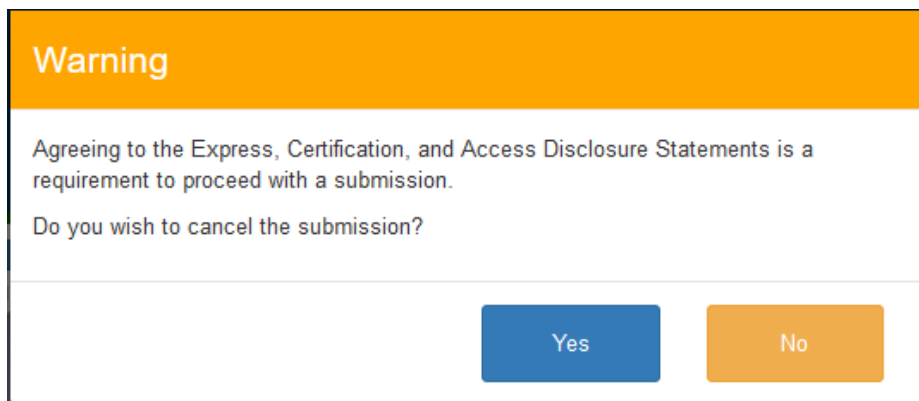 Warning
Agreeing to the Express, Certification, and Access Disclosure Statements is a
requirement to proceed with a submission.
Do you wish to cancel the submission?
Yes No